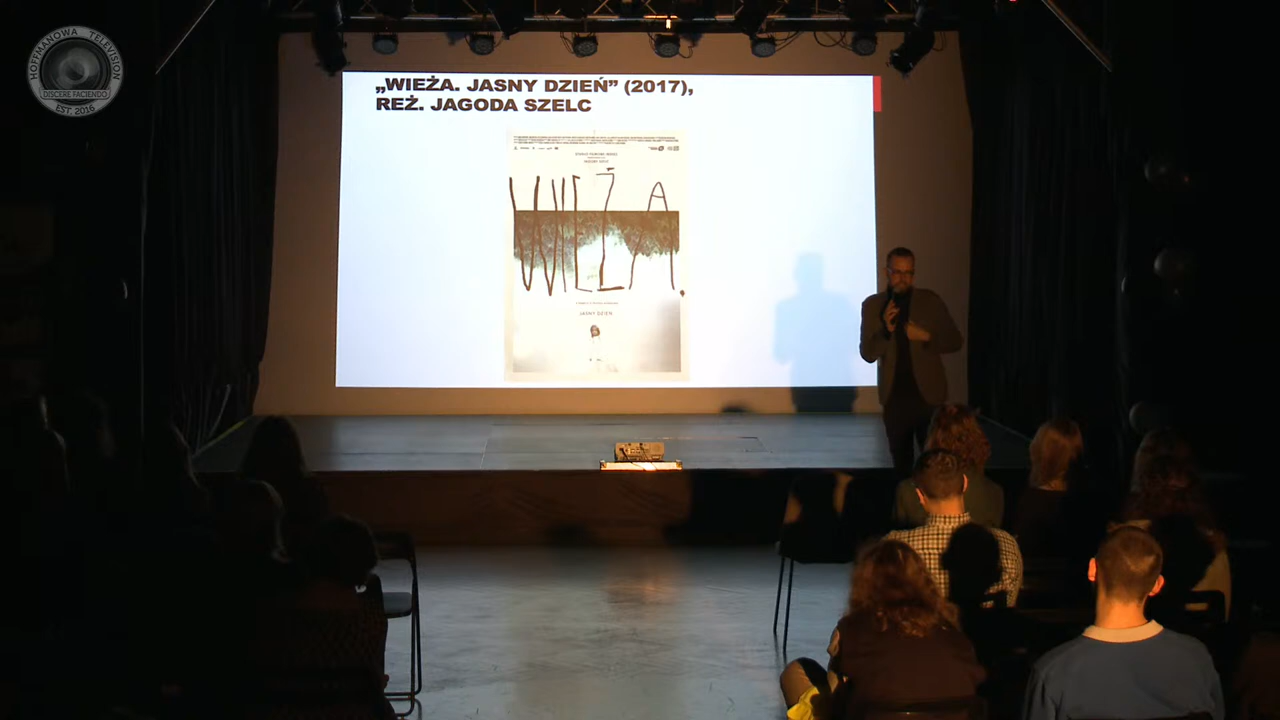 HOFFMANOWA TELEVISION
DISCERE FACIENDO
EST. 2016
„WIEŻA. JASNY DZIEŃ” (2017),
REŻ. JAGODA SZELC
WIEŻA.
JASNY DZIEŃ